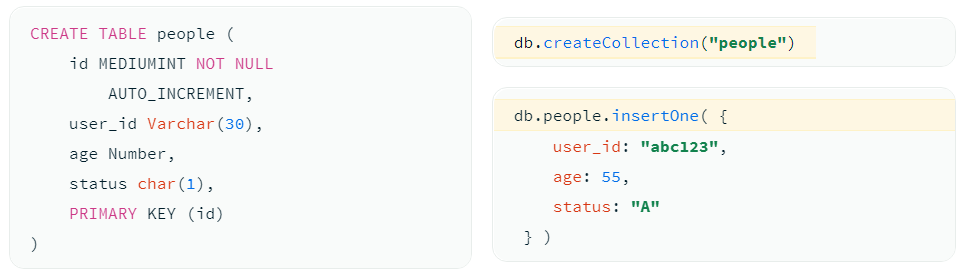 CREATE TABLE people (
    id MEDIUMINT NOT NULL
        AUTO_INCREMENT,
    user_id Varchar(30),
    age Number,
    status char(1),
    PRIMARY KEY (id)
)
db.createCollection("people")
db.people.insertOne( {
    user_id: "abc123",
    age: 55,
    status: "A"
 } )